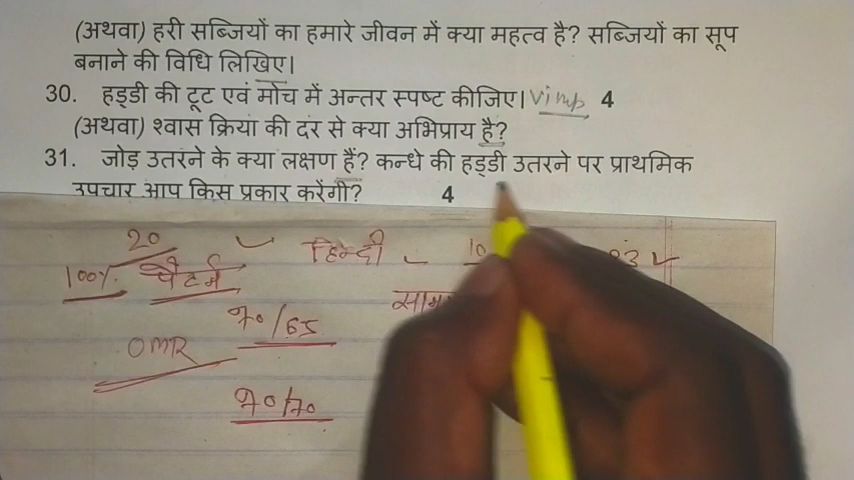 (अथवा) हरी सब्जियों का हमारे जीवन में क्या महत्व है? सब्जियों का सूप
बनाने की विधि लिखिए।
30. हड्डी की टूट एवं मोच में अन्तर स्पष्ट कीजिए। Vimp 4
(अथवा) श्वास क्रिया की दर से क्या अभिप्राय है?
31. जोड़ उतरने के क्या लक्षण हैं? कन्धे की हड्डी उतरने पर प्राथमिक
उपचार आप किस प्रकार करेंगी? 4
20 हिन्दी 10
100% पैटर्न
70/65
OMR
70/70